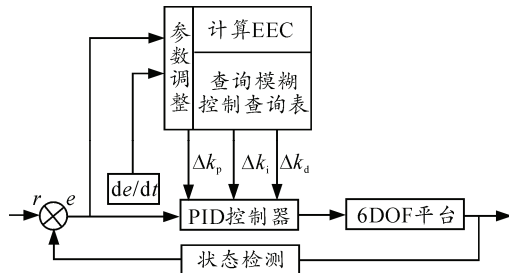 参数调整
计算EEC
查询模糊
控制查询表
Δkp Δki Δkd
de/dt
r e
PID控制器
6DOF平台
状态检测